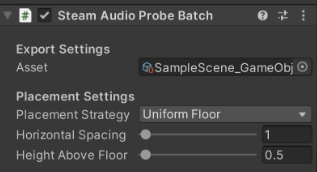 Steam Audio Probe Batch
Export Settings
Asset SampleScene_GameObj
Placement Settings
Placement Strategy Uniform Floor
Horizontal Spacing 1
Height Above Floor 0.5